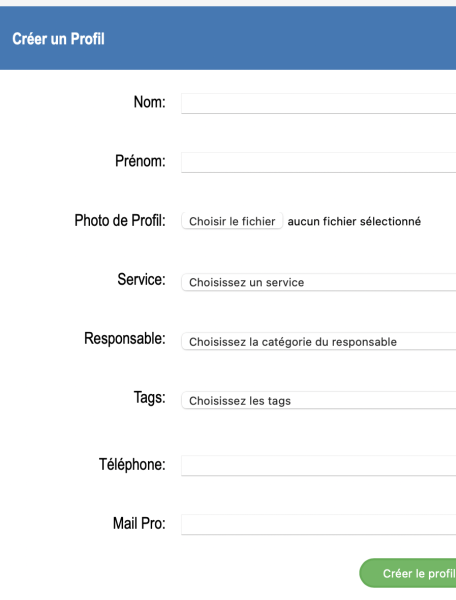 Créer un Profil
Nom:
Prénom:
Photo de Profil: Choisir le fichier aucun fichier sélectionné
Service: Choisissez un service
Responsable: Choisissez la catégorie du responsable
Tags: Choisissez les tags
Téléphone:
Mail Pro:
Créer le profil